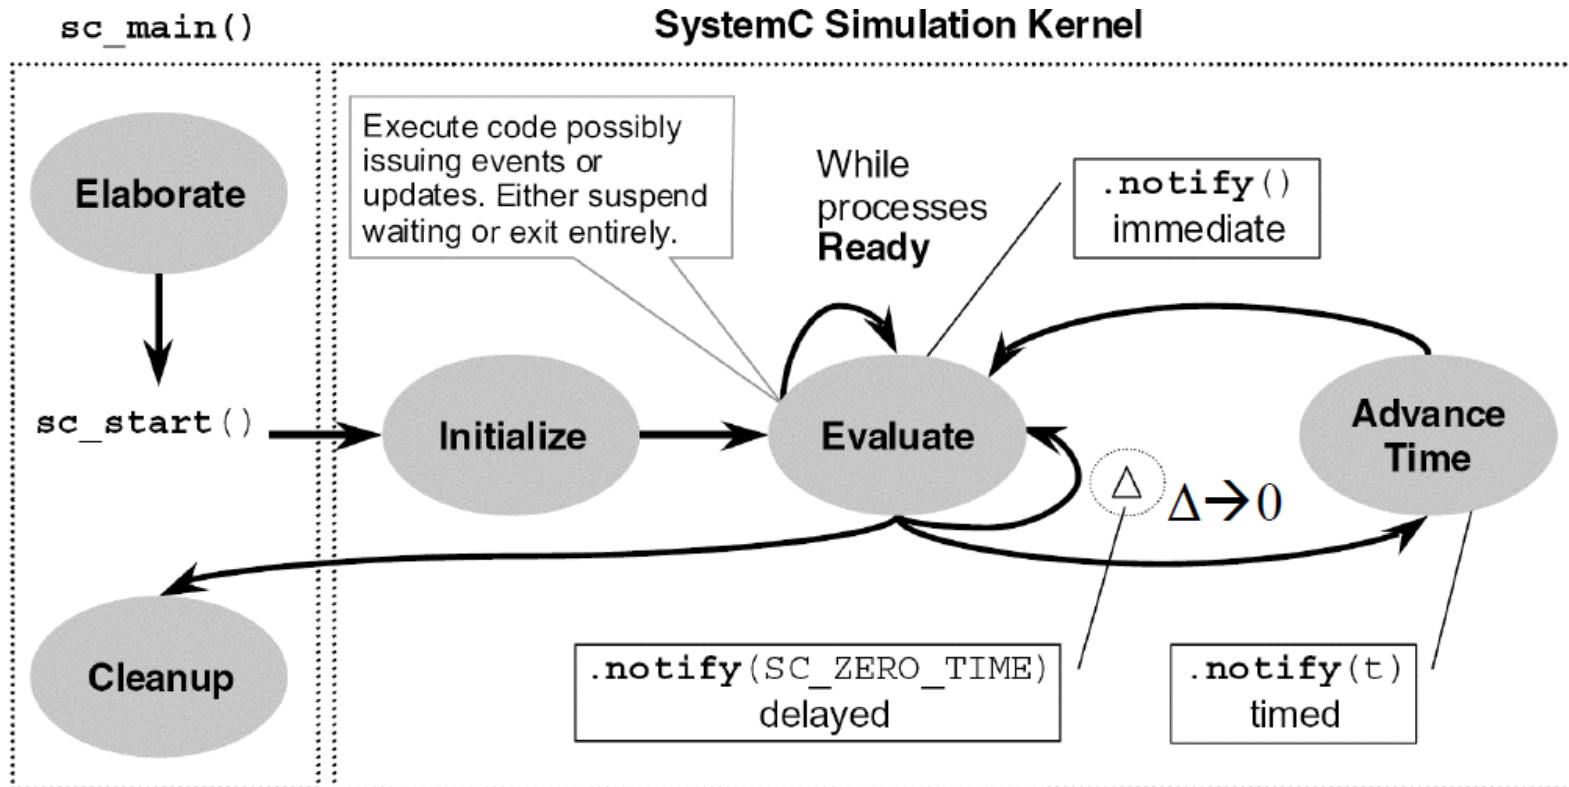 sc_main()
SystemC Simulation Kernel
Execute code possibly
issuing events or
updates. Either suspend
waiting or exit entirely.
While
processes
Ready
.notify()
immediate
Elaborate
sc_start()
Initialize
Evaluate
Advance
Time
Δ
Δ→0
Cleanup
.notify(SC_ZERO_TIME)
delayed
.notify(t)
timed